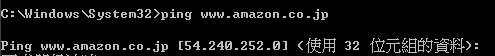 C:\Windows\System32>ping www.amazon.co.jp
Ping www.amazon.co.jp [54.240.252.0] (使用 32 位元組的資料):